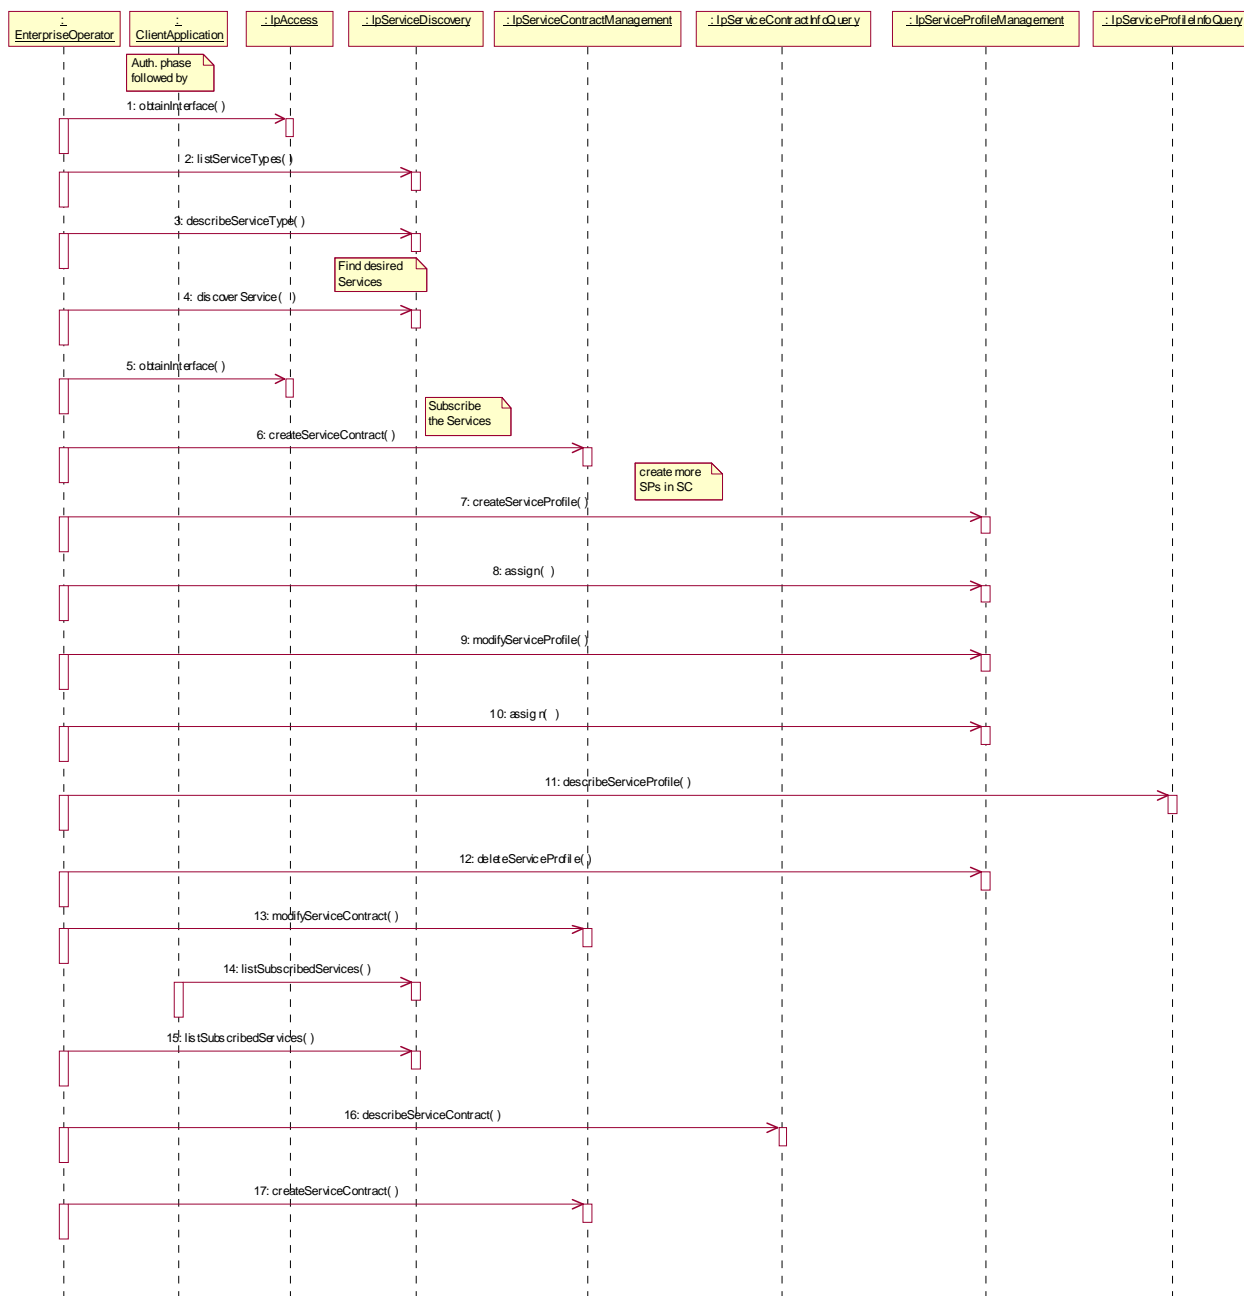 :
EnterpriseOperator
:
ClientApplication
: IpAccess
: IpServiceDiscovery
: IpServiceContractManagement
: IpServiceContractInfoQuery
: IpServiceProfileManagement
: IpServiceProfileInfoQuery
Auth. phase
followed by
1: obtainInterface( )
2: listServiceTypes( )
3: describeServiceType( )
Find desired
Services
4: discoverService( )
5: obtainInterface( )
Subscribe
the Services
6: createServiceContract( )
create more
SPs in SC
7: createServiceProfile( )
8: assign( )
9: modifyServiceProfile( )
10: assign( )
11: describeServiceProfile( )
12: deleteServiceProfile( )
13: modifyServiceContract( )
14: listSubscribedServices( )
15: listSubscribedServices( )
16: describeServiceContract( )
17: createServiceContract( )